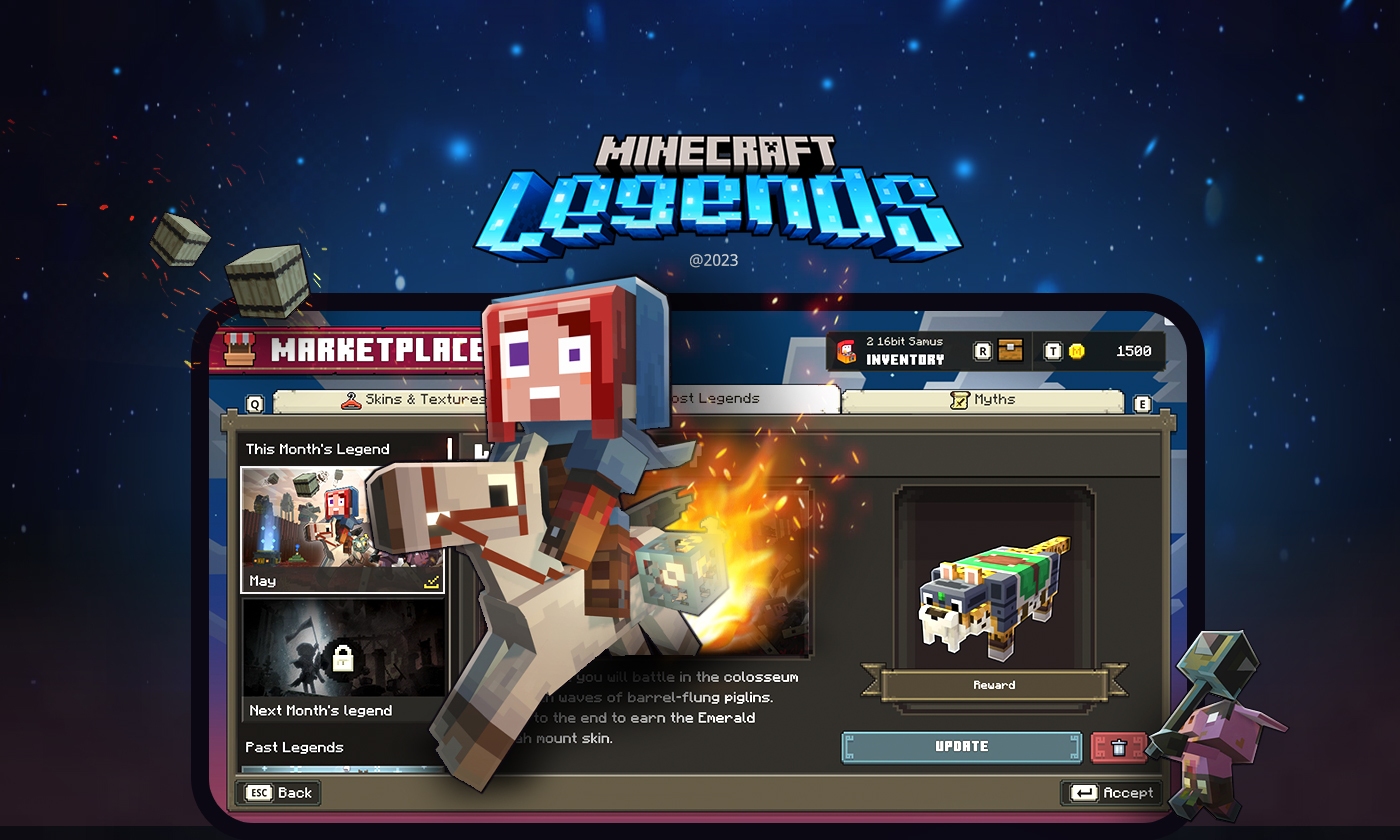 MINECRAFT
Legends
@2023
MARKETPLACE
2 16bit Samus
INVENTORY
R
T
M
1500
Q
Skins & Textures
ost Legends
Myths
E
This Month's Legend
May
Next Month's legend
Past Legends
you will battle in the colosseum
waves of barrel-flung piglins.
to the end to earn the Emerald
mount skin.
Reward
UPDATE
ESC Back
Accept